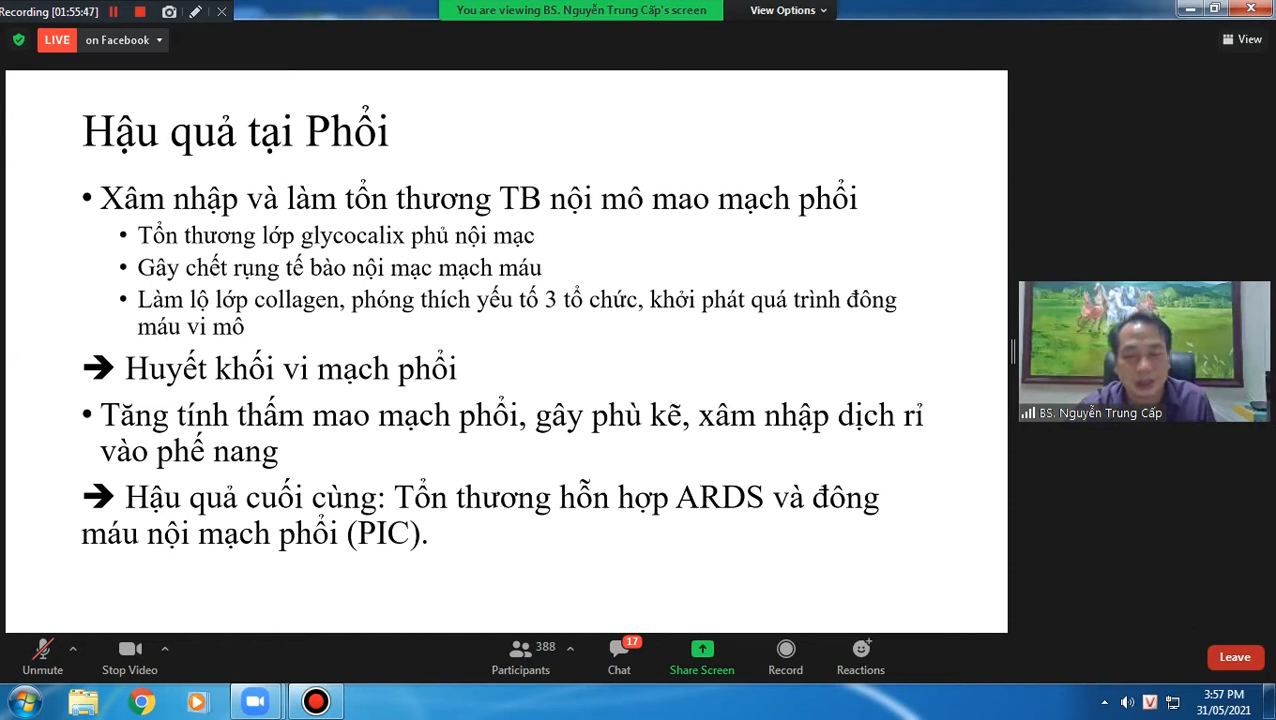 Recording (01:55:47)
You are viewing BS. Nguyễn Trung Cấp's screen
View Options
LIVE
on Facebook
View
Hậu quả tại Phổi
• Xâm nhập và làm tổn thương TB nội mô mao mạch phổi
• Tổn thương lớp glycocalix phủ nội mạc
• Gây chết rụng tế bào nội mạc mạch máu
• Làm lộ lớp collagen, phóng thích yếu tố 3 tổ chức, khởi phát quá trình đông
máu vi mô
➔ Huyết khối vi mạch phổi
• Tăng tính thấm mao mạch phổi, gây phù kẽ, xâm nhập dịch rỉ
vào phế nang
➔ Hậu quả cuối cùng: Tổn thương hỗn hợp ARDS và đông
máu nội mạch phổi (PIC).
BS. Nguyễn Trung Cấp
Unmute
Stop Video
388
Participants
17
Chat
Share Screen
Record
Reactions
Leave
V
3:57 PM
31/05/2021